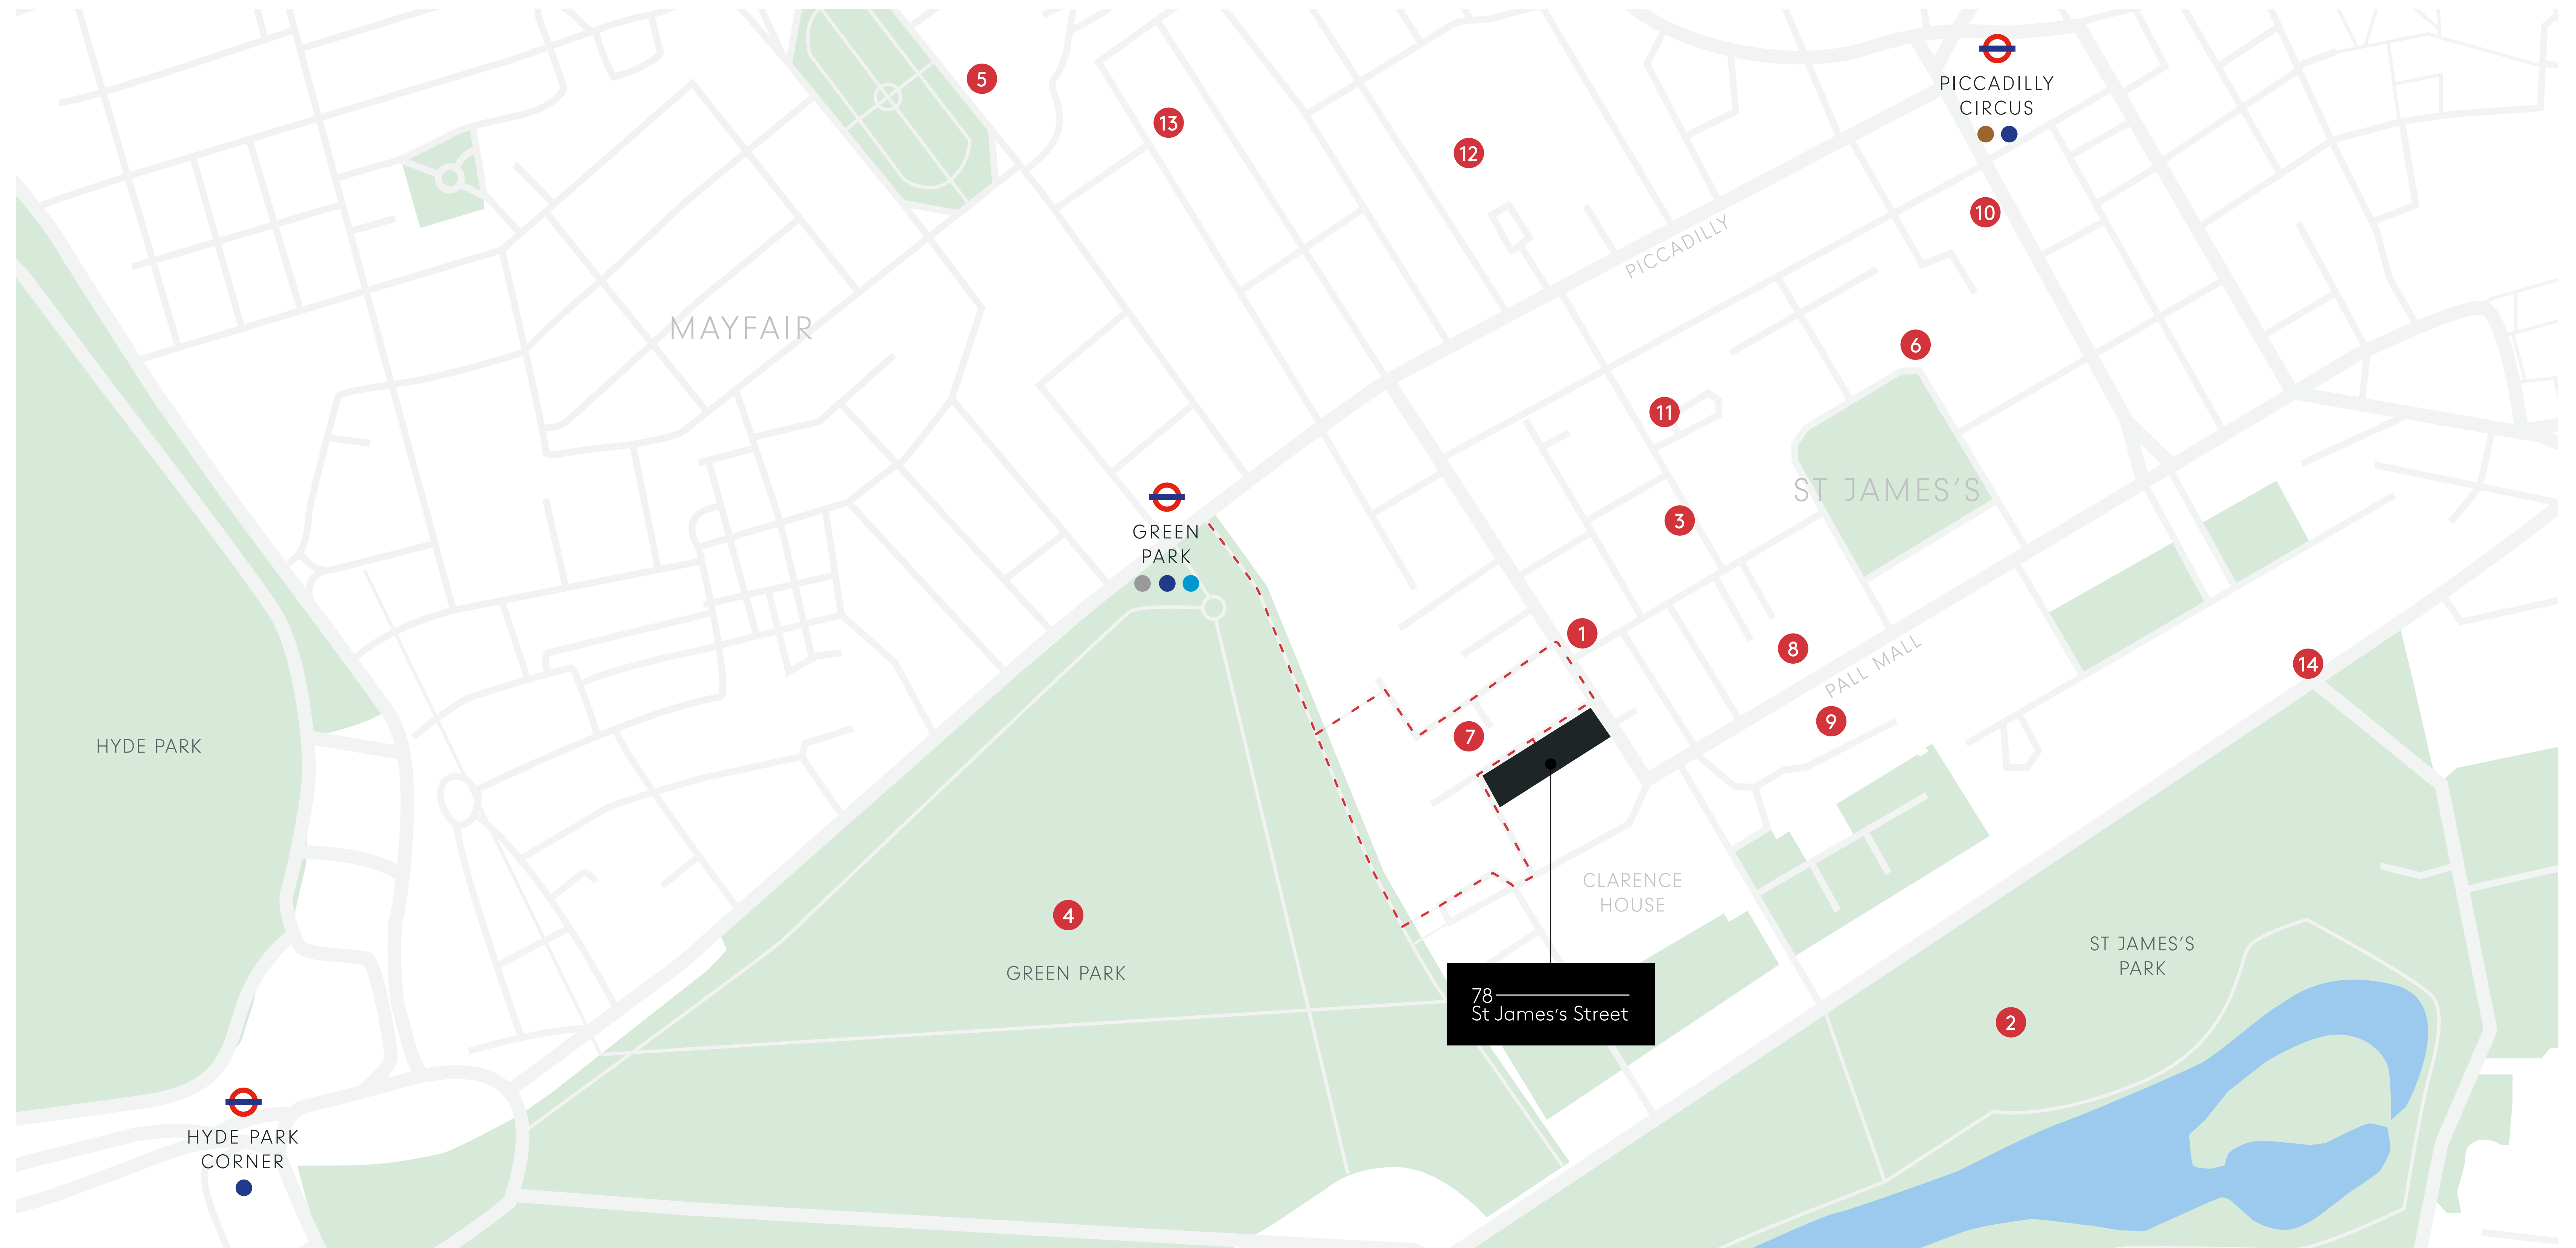 5
13
12
PICCADILLY
CIRCUS
10
PICCADILLY
MAYFAIR
6
11
ST JAMES'S
3
GREEN
PARK
1
8
PALL MALL
14
9
7
HYDE PARK
CLARENCE
HOUSE
4
GREEN PARK
ST JAMES'S
PARK
2
78
St James's Street
HYDE PARK
CORNER